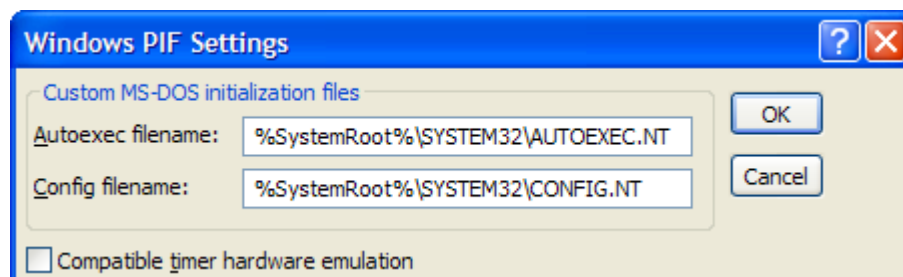 Windows PIF Settings
Custom MS-DOS initialization files
Autoexec filename: %SystemRoot%\SYSTEM32\AUTOEXEC.NT
OK
Config filename: %SystemRoot%\SYSTEM32\CONFIG.NT
Cancel
Compatible timer hardware emulation